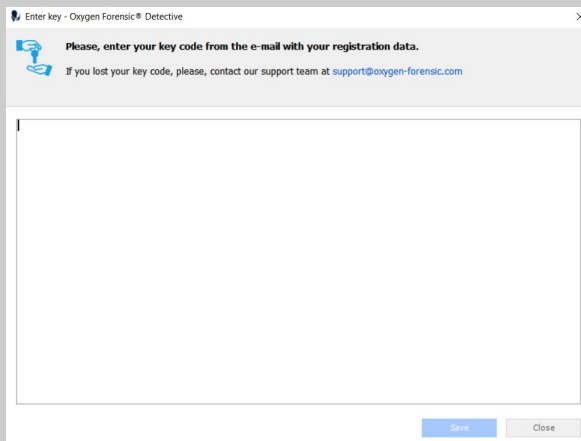 Enter key - Oxygen Forensic® Detective
Please, enter your key code from the e-mail with your registration data.
If you lost your key code, please, contact our support team at support@oxygen-forensic.com
Save
Close